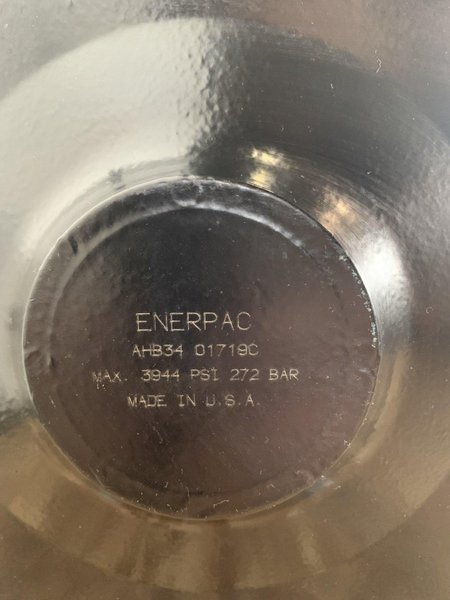 ENERPAC
AHB34 01719C
MAX. 3944 PSI 272 BAR
MADE IN U.S.A.